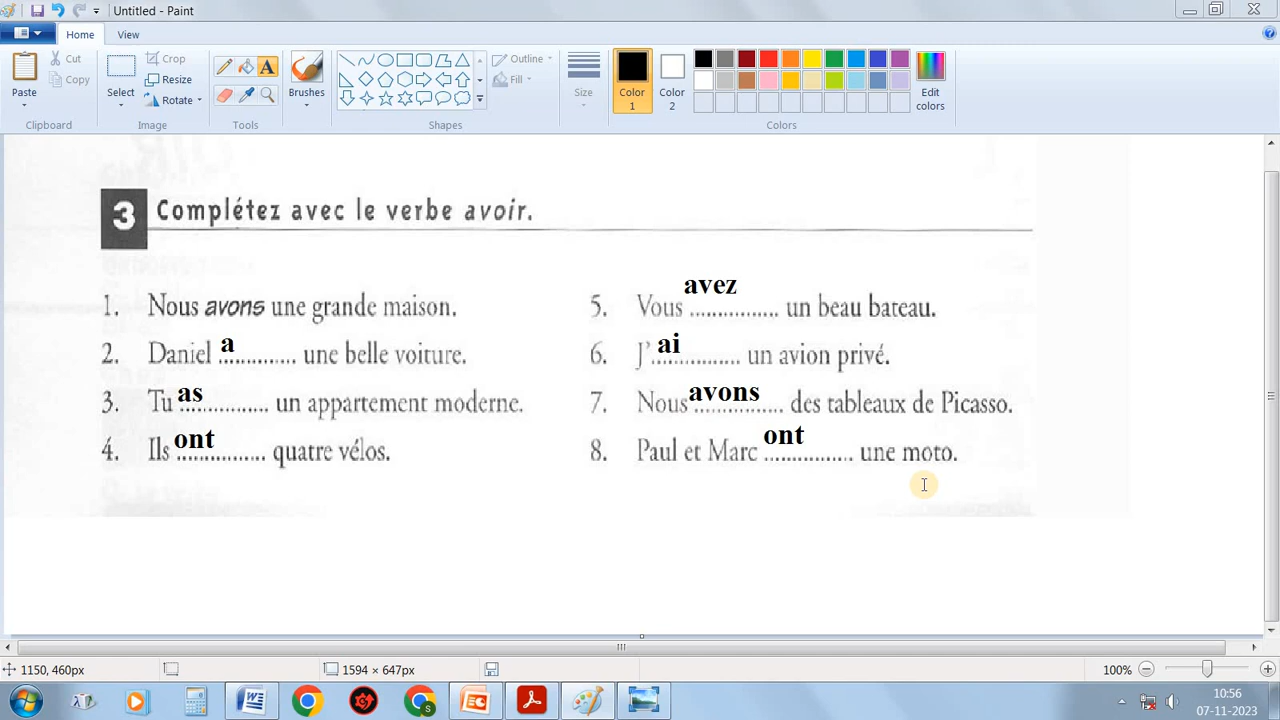 Untitled - Paint
Home View
Paste
Cut
Copy
Clipboard
Select
Crop
Resize
Rotate
Image
Tools
Brushes
Shapes
Outline
Fill
Size
Color 1
Color 2
Edit colors
Colors
3 Complétez avec le verbe avoir.
1. Nous avons une grande maison.
2. Daniel a ............ une belle voiture.
3. Tu as ................ un appartement moderne.
4. Ils ont ................ quatre vélos.
5. Vous avez ................ un beau bateau.
6. J' ai ................ un avion privé.
7. Nous avons ................ des tableaux de Picasso.
8. Paul et Marc ont ................ une moto.
1150, 460px
1594 × 647px
100%
10:56
07-11-2023